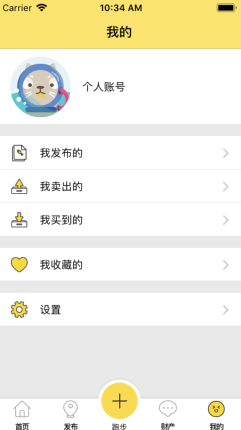 Carrier 10:34 AM
我的
个人账号
我发布的
我卖出的
我买到的
我收藏的
设置
首页 发布 跑步 财产 我的